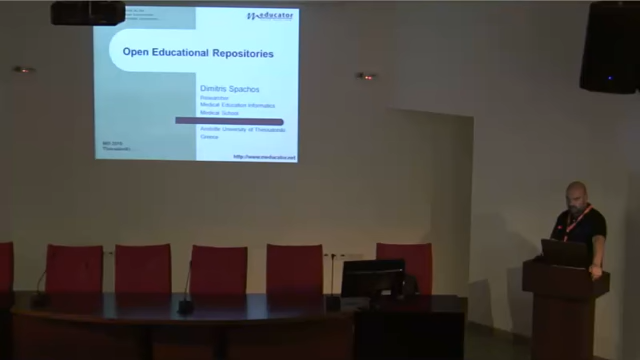 meducator
Open Educational Repositories
Dimitris Spachos
Researcher
Medical Education Informatics
Medical School
Aristotle University of Thessaloniki
Greece
http://www.meducator.net